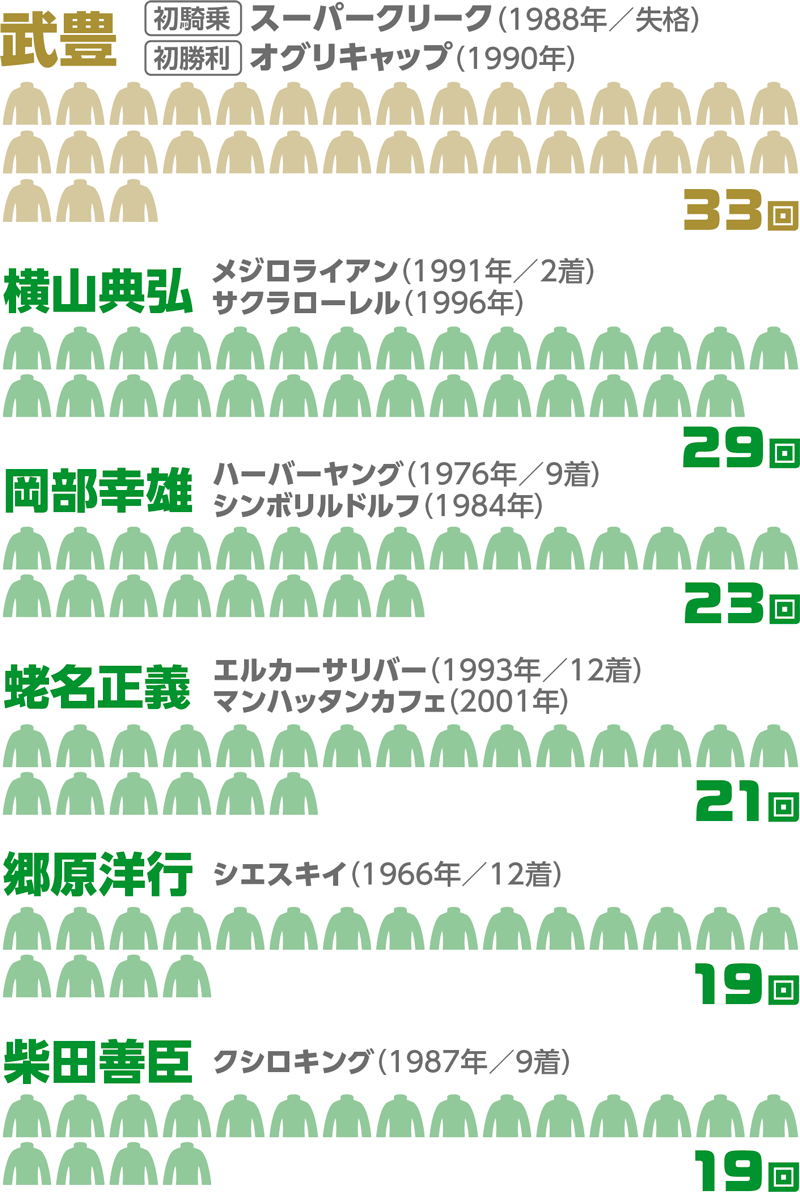 武豊
初騎乗 スーパークリーク(1988年／失格)
初勝利 オグリキャップ(1990年)
33回
横山典弘
メジロライアン(1991年／2着)
サクラローレル(1996年)
29回
岡部幸雄
ハーバーヤング(1976年／9着)
シンボリルドルフ(1984年)
23回
蛯名正義
エルカーサリバー(1993年／12着)
マンハッタンカフェ(2001年)
21回
郷原洋行
シエスキイ(1966年／12着)
19回
柴田善臣
クシロキング(1987年／9着)
19回